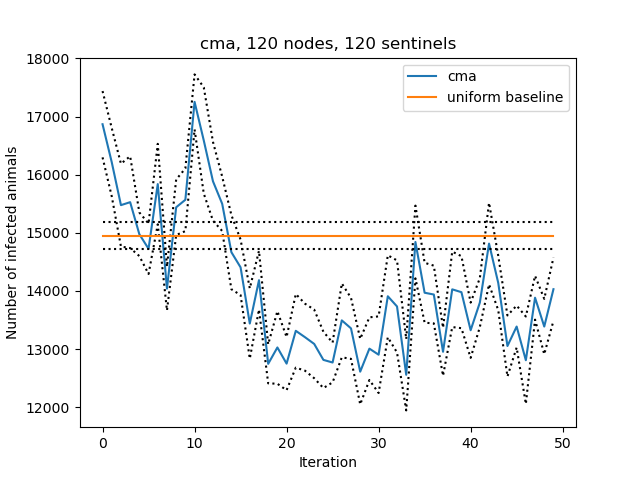 cma, 120 nodes, 120 sentinels
18000
17000
16000
15000
14000
13000
12000
Number of infected animals
cma
uniform baseline
0 10 20 30 40 50
Iteration